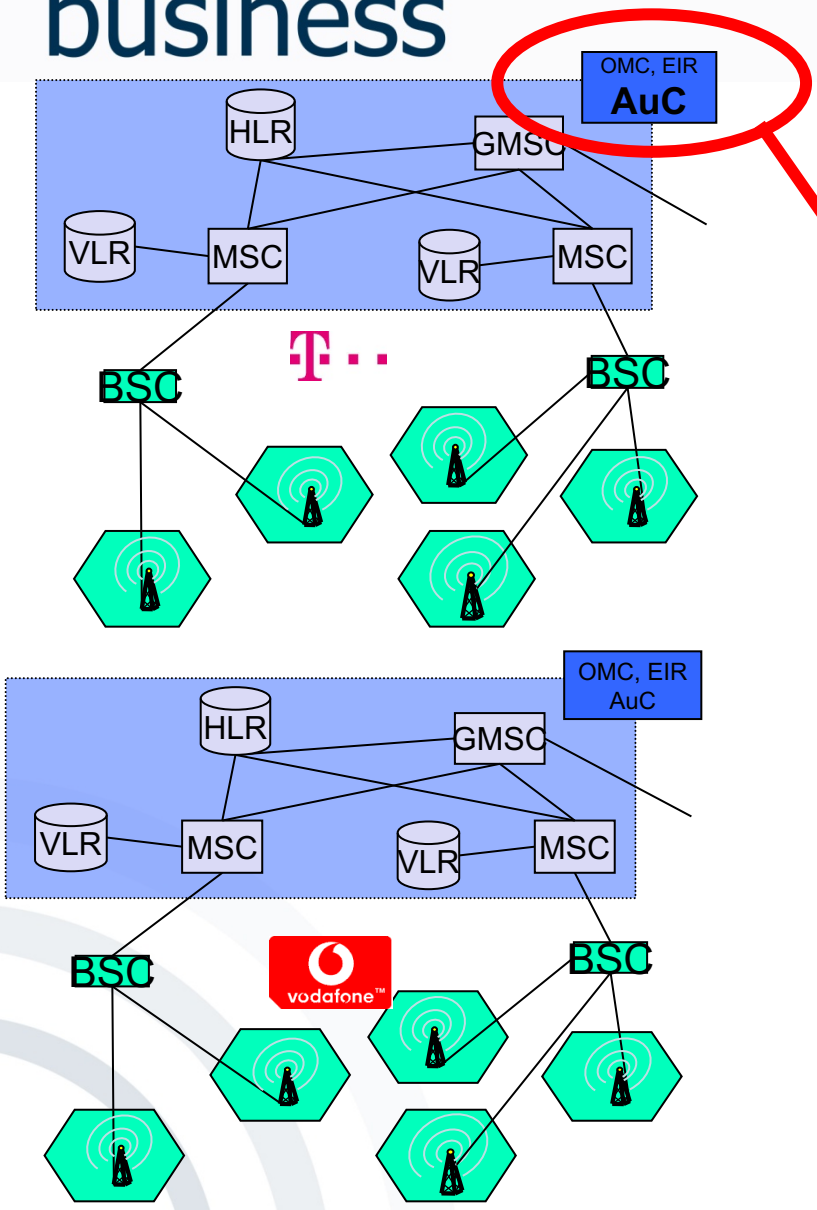 business
OMC, EIR
AuC
HLR
GMSC
VLR
MSC
VLR
MSC
T
BSC
BSC
OMC, EIR
AuC
HLR
GMSC
VLR
MSC
VLR
MSC
BSC
vodafone™
BSC